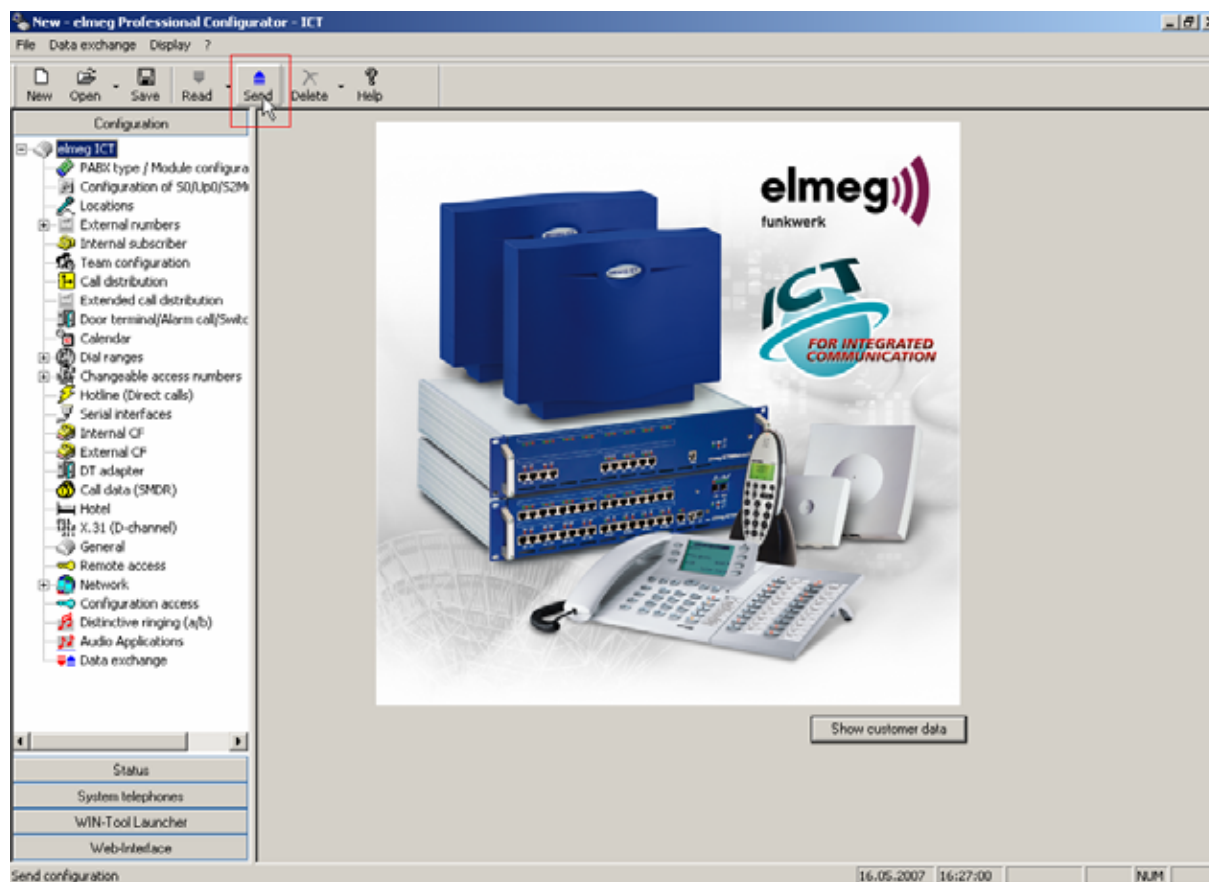 New - elmeg Professional Configurator - ICT
File Data exchange Display ?
New Open Save Read Send Delete Help
Configuration
elmeg ICT
PABX type / Module configura
Configuration of S0/Up0/S2M
Locations
External numbers
Internal subscriber
Team configuration
Call distribution
Extended call distribution
Door terminal/Alarm call/Switc
Calendar
Dial ranges
Changeable access numbers
Hotline (Direct calls)
Serial interfaces
Internal CF
External CF
DT adapter
Call data (SMDR)
Hotel
X.31 (D-channel)
General
Remote access
Network
Configuration access
Distinctive ringing (a/b)
Audio Applications
Data exchange
elmeg
funkwerk
ICT
FOR INTEGRATED
COMMUNICATION
Show customer data
Status
System telephones
WIN-Tool Launcher
Web-Interface
Send configuration
16.05.2007 16:27:00 NUM